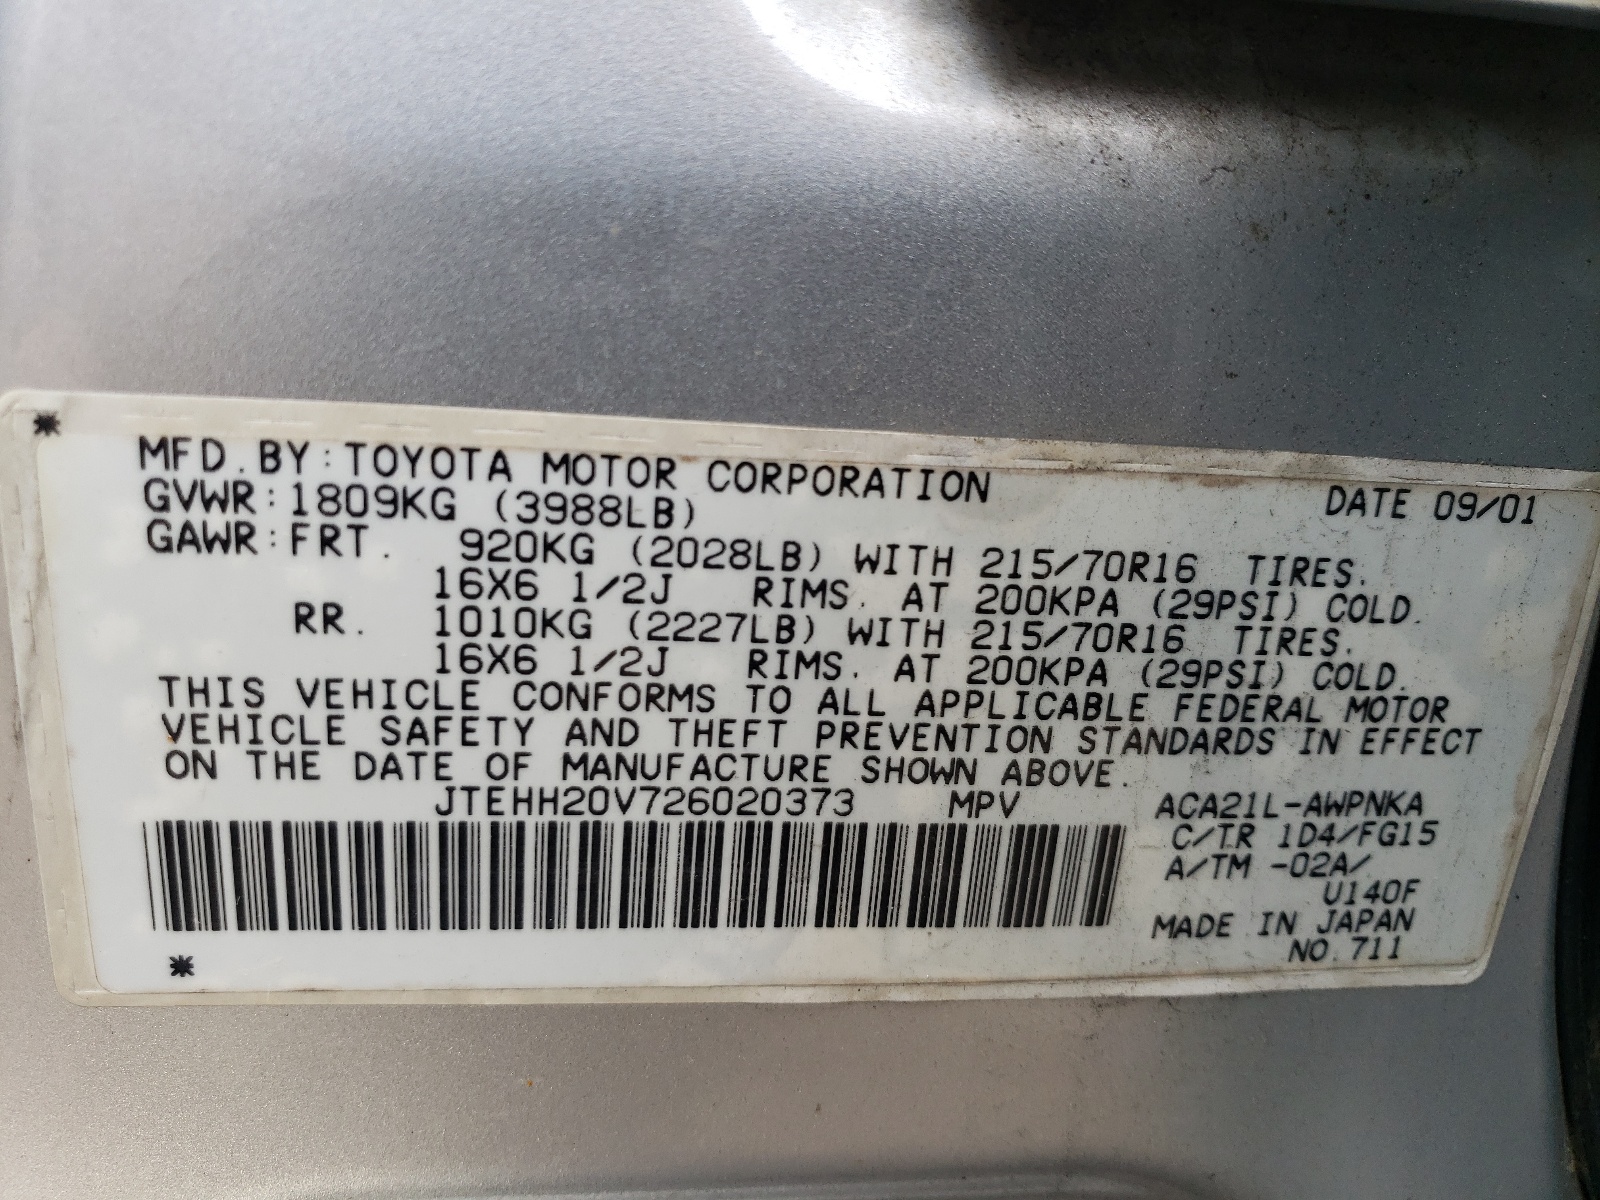 MFD. BY: TOYOTA MOTOR CORPORATION DATE 09/01
GVWR: 1809KG (3988LB)
GAWR: FRT. 920KG (2028LB) WITH 215/70R16 TIRES.
16X6 1/2J RIMS. AT 200KPA (29PSI) COLD.
RR. 1010KG (2227LB) WITH 215/70R16 TIRES.
16X6 1/2J RIMS. AT 200KPA (29PSI) COLD.
THIS VEHICLE CONFORMS TO ALL APPLICABLE FEDERAL MOTOR
VEHICLE SAFETY AND THEFT PREVENTION STANDARDS IN EFFECT
ON THE DATE OF MANUFACTURE SHOWN ABOVE.
JTEHH20V726020373 MPV ACA21L-AWPNKA
C/TR 1D4/FG15
A/TM -02A/
U140F
MADE IN JAPAN
NO. 711